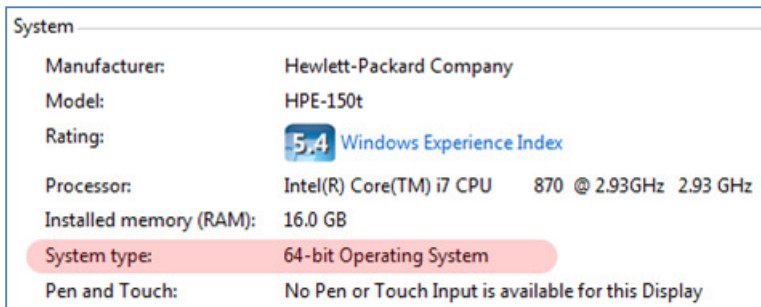 System
Manufacturer: Hewlett-Packard Company
Model: HPE-150t
Rating: 5.4 Windows Experience Index
Processor: Intel(R) Core(TM) i7 CPU 870 @ 2.93GHz 2.93 GHz
Installed memory (RAM): 16.0 GB
System type: 64-bit Operating System
Pen and Touch: No Pen or Touch Input is available for this Display